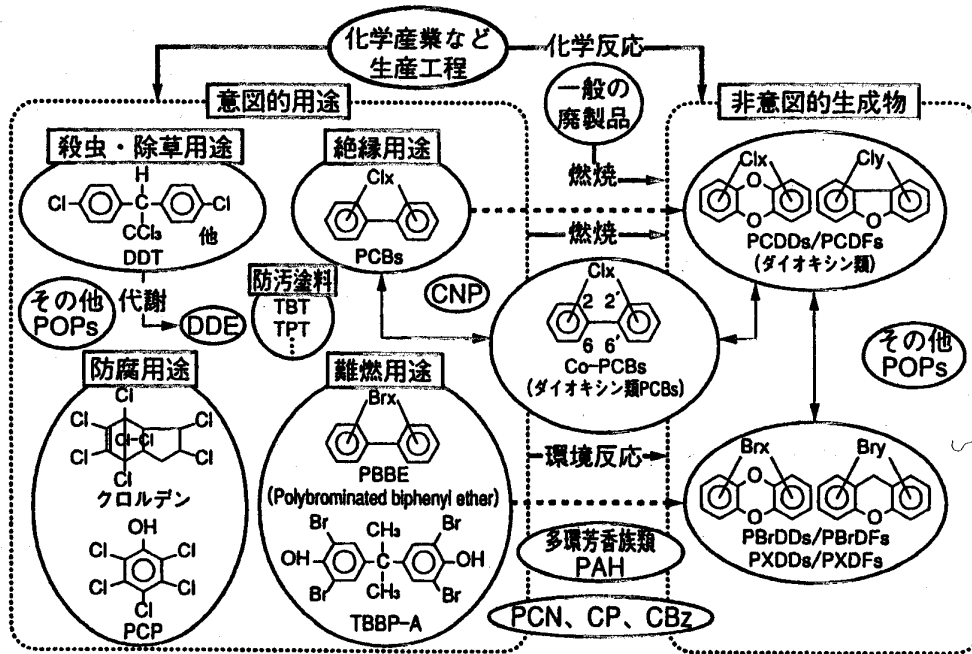 化学産業など
生産工程
化学反応
意図的用途
一般の
廃製品
非意図的生成物
殺虫・除草用途
絶縁用途
燃焼
H
Cl
Cl
C
CCl₃
他
DDT
Clx
PCBs
Clx
Cly
O
O
O
PCDDs/PCDFs
(ダイオキシン類)
燃焼
その他
POPs
代謝
DDE
防汚塗料
TBT
TPT
⋮
CNP
Clx
2 2′
6 6′
Co-PCBs
(ダイオキシン類PCBs)
その他
POPs
防腐用途
Cl
Cl
Cl
Cl
Cl
Cl
Cl
Cl
クロルデン
OH
Cl
Cl
Cl
Cl
Cl
PCP
難燃用途
Brx
PBBE
(Polybrominated biphenyl ether)
Br
CH₃
Br
OH
C
OH
Br
CH₃
Br
TBBP-A
環境反応
Brx
Bry
O
O
O
PBrDDs/PBrDFs
PXDDs/PXDFs
多環芳香族類
PAH
PCN、CP、CBz